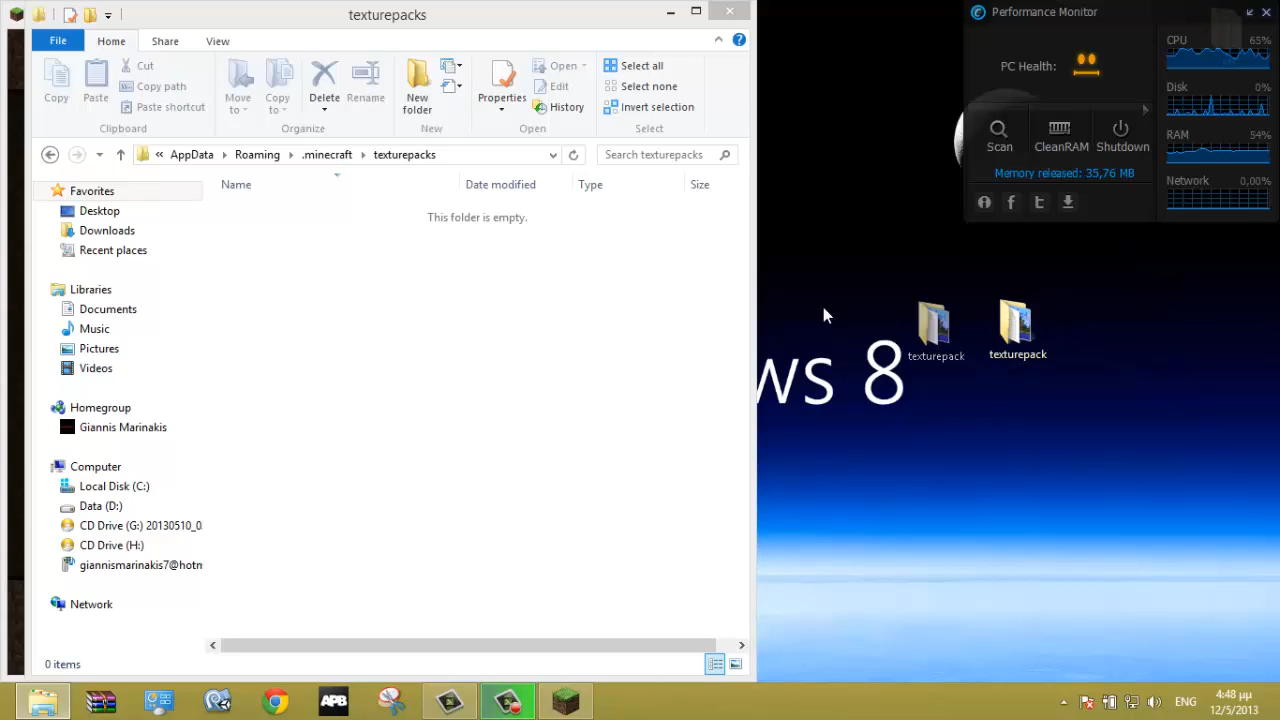 texturepacks
File
Home
Share
View
Copy
Paste
Cut
Copy path
Paste shortcut
Clipboard
Move to
Copy to
Delete
Rename
Organize
New folder
New
Properties
Open
Edit
History
Open
Select all
Select none
Invert selection
Select
« AppData
Roaming
.minecraft
texturepacks
Search texturepacks
Name
Date modified
Type
Size
This folder is empty.
Favorites
Desktop
Downloads
Recent places
Libraries
Documents
Music
Pictures
Videos
Homegroup
Giannis Marinakis
Computer
Local Disk (C:)
Data (D:)
CD Drive (G:) 20130510_0
CD Drive (H:)
giannismarinakis7@hotm
Network
0 items
Performance Monitor
PC Health:
Scan
CleanRAM
Shutdown
Memory released: 35,76 MB
CPU 65%
Disk 0%
RAM 54%
Network 0,00%
texturepack
texturepack
ws 8
APB
ENG
4:48 μμ
12/5/2013